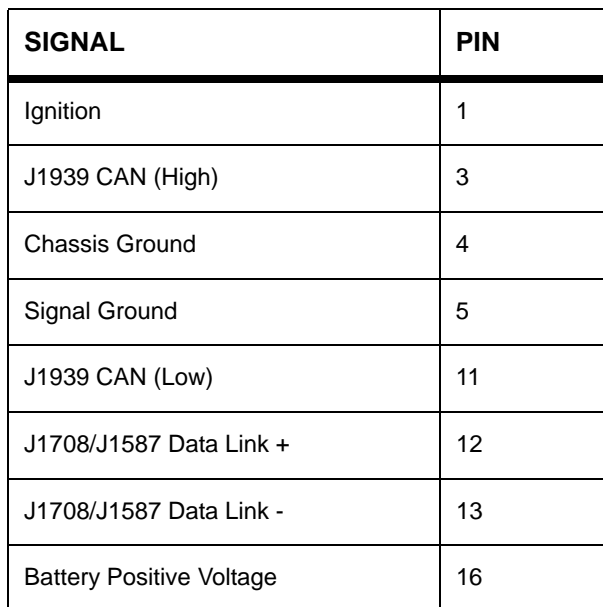 SIGNAL PIN
Ignition 1
J1939 CAN (High) 3
Chassis Ground 4
Signal Ground 5
J1939 CAN (Low) 11
J1708/J1587 Data Link + 12
J1708/J1587 Data Link - 13
Battery Positive Voltage 16